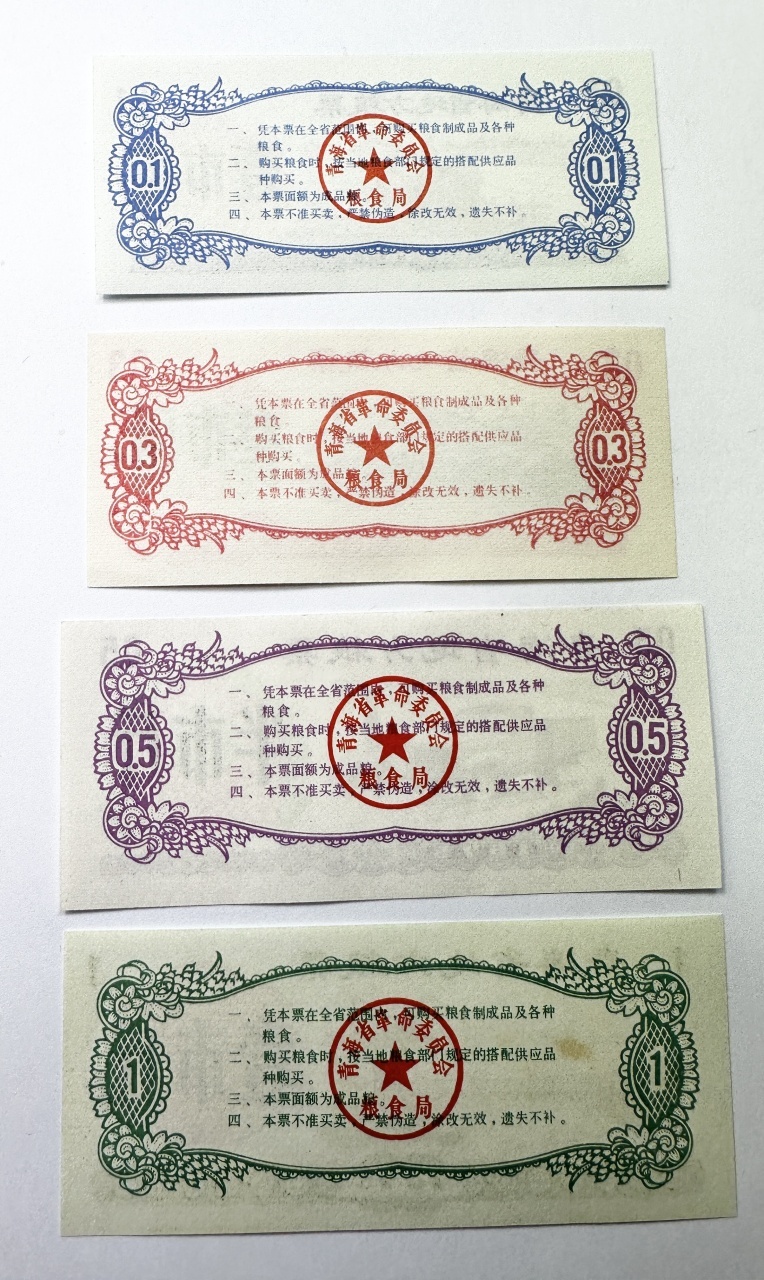 0.1
0.1
一、凭本票在全省范围内，可购买粮食制成品及各种
粮食。
二、购买粮食时，按当地粮食部门规定的搭配供应品
种购买。
三、本票面额为成品粮。
四、本票不准买卖，严禁伪造，涂改无效，遗失不补。
青海省革命委员会
粮食局
0.3
0.3
一、凭本票在全省范围内，可购买粮食制成品及各种
粮食
二、购买粮食时，按当地粮食部门规定的搭配供应品
种购买。
三、本票面额为成品粮。
四、本票不准买卖，严禁伪造，涂改无效，遗失不补
青海省革命委员会
粮食局
0.5
0.5
一、凭本票在全省范围内，可购买粮食制成品及各种
粮食。
二、购买粮食时，按当地粮食部门规定的搭配供应品
种购买。
三、本票面额为成品粮。
四、本票不准买卖，严禁伪造，涂改无效，遗失不补。
青海省革命委员会
粮食局
1
1
一、凭本票在全省范围内，可购买粮食制成品及各种
粮食。
二、购买粮食时，按当地粮食部门规定的搭配供应品
种购买。
三、本票面额为成品粮。
四、本票不准买卖，严禁伪造，涂改无效，遗失不补。
青海省革命委员会
粮食局